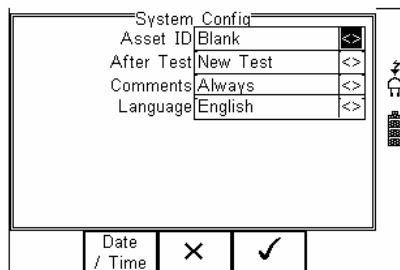 System Config
Asset ID Blank <>
After Test New Test <>
Comments Always <>
Language English <>
Date
/ Time